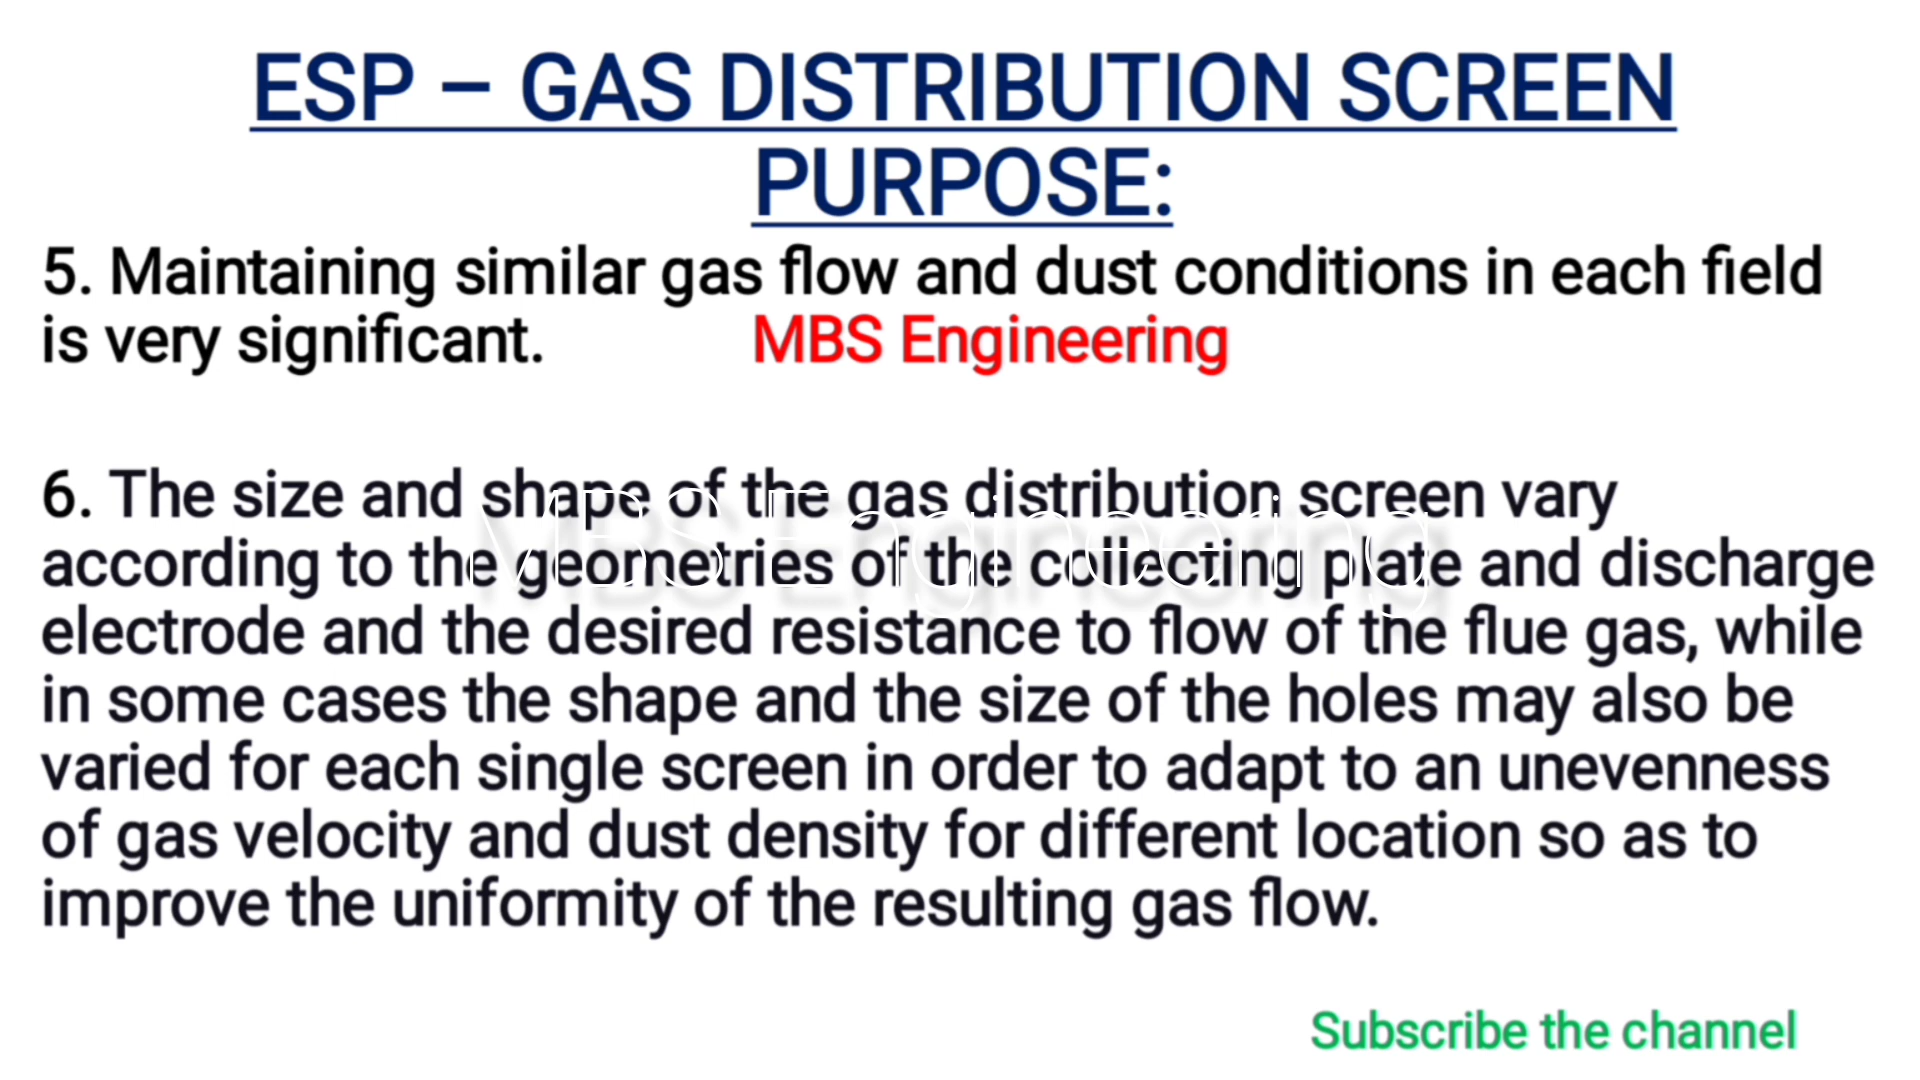 ESP – GAS DISTRIBUTION SCREEN
PURPOSE:
5. Maintaining similar gas flow and dust conditions in each field
is very significant. MBS Engineering
6. The size and shape of the gas distribution screen vary
MBS Engineering
according to the geometries of the collecting plate and discharge
electrode and the desired resistance to flow of the flue gas, while
in some cases the shape and the size of the holes may also be
varied for each single screen in order to adapt to an unevenness
of gas velocity and dust density for different location so as to
improve the uniformity of the resulting gas flow.
Subscribe the channel